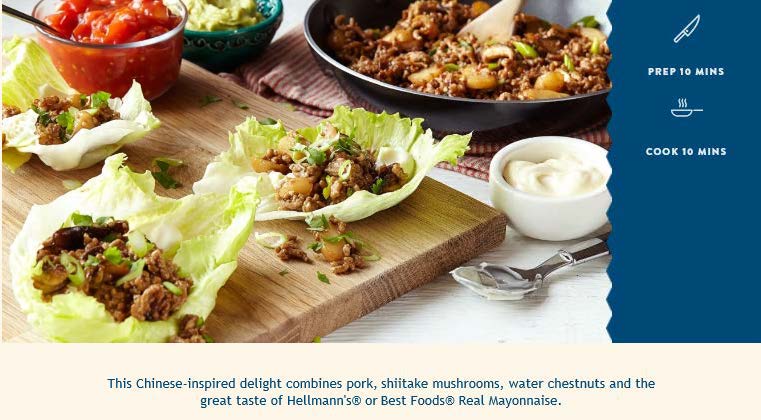 PREP 10 MINS
COOK 10 MINS
This Chinese-inspired delight combines pork, shiitake mushrooms, water chestnuts and the
great taste of Hellmann's® or Best Foods® Real Mayonnaise.